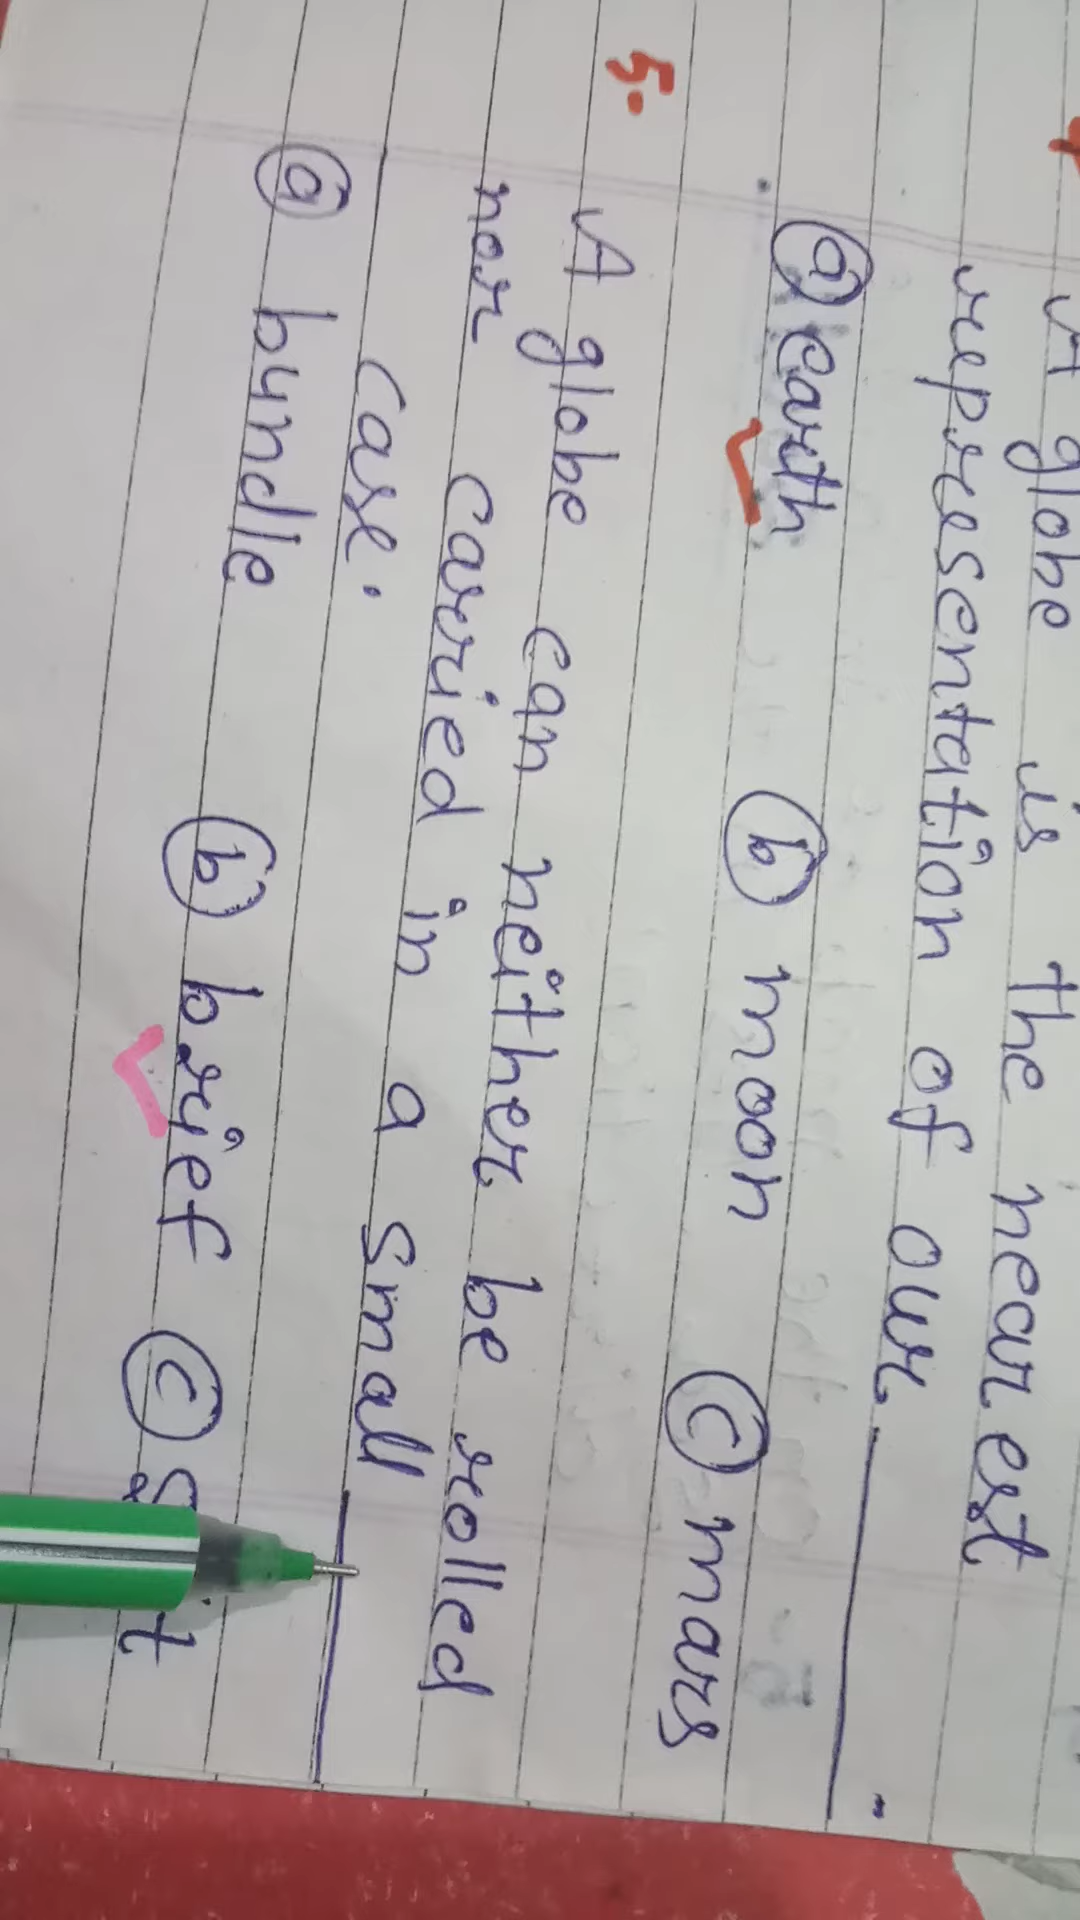 A globe is the nearest
representation of our
ⓐ earth ⓑ moon ⓒ mars
5. A globe can neither be rolled
nor carried in a small
case.
ⓐ bundle ⓑ brief ⓒ